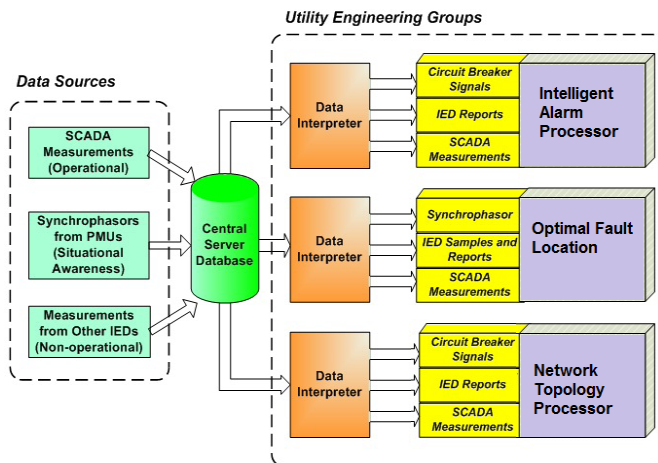 Utility Engineering Groups
Data Sources
SCADA
Measurements
(Operational)
Synchrophasors
from PMUs
(Situational
Awareness)
Measurements
from Other IEDs
(Non-operational)
Central
Server
Database
Data
Interpreter
Circuit Breaker
Signals
IED Reports
SCADA
Measurements
Intelligent
Alarm
Processor
Data
Interpreter
Synchrophasor
IED Samples and
Reports
SCADA
Measurements
Optimal Fault
Location
Data
Interpreter
Circuit Breaker
Signals
IED Reports
SCADA
Measurements
Network
Topology
Processor